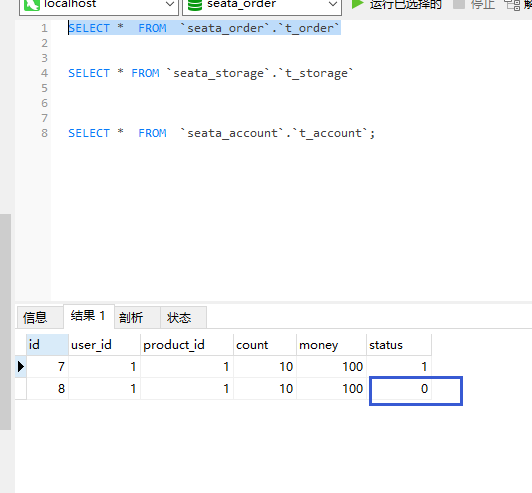 localhost seata_order 运行已选择的 停止
1 SELECT * FROM `seata_order`.`t_order`
2
3
4 SELECT * FROM `seata_storage`.`t_storage`
5
6
7
8 SELECT * FROM `seata_account`.`t_account`;
信息 结果 1 剖析 状态
id user_id product_id count money status
7 1 1 10 100 1
8 1 1 10 100 0